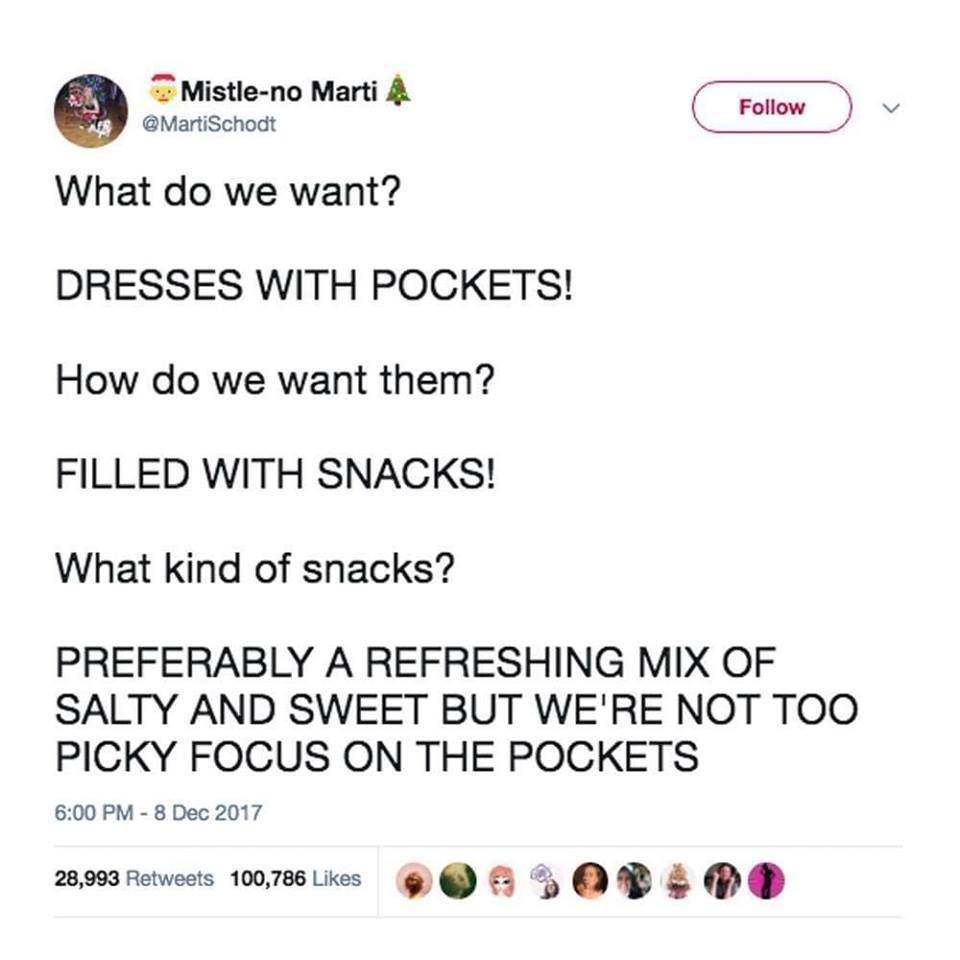 🎅Mistle-no Marti🎄
@MartiSchodt
Follow
What do we want?
DRESSES WITH POCKETS!
How do we want them?
FILLED WITH SNACKS!
What kind of snacks?
PREFERABLY A REFRESHING MIX OF
SALTY AND SWEET BUT WE'RE NOT TOO
PICKY FOCUS ON THE POCKETS
6:00 PM - 8 Dec 2017
28,993 Retweets 100,786 Likes